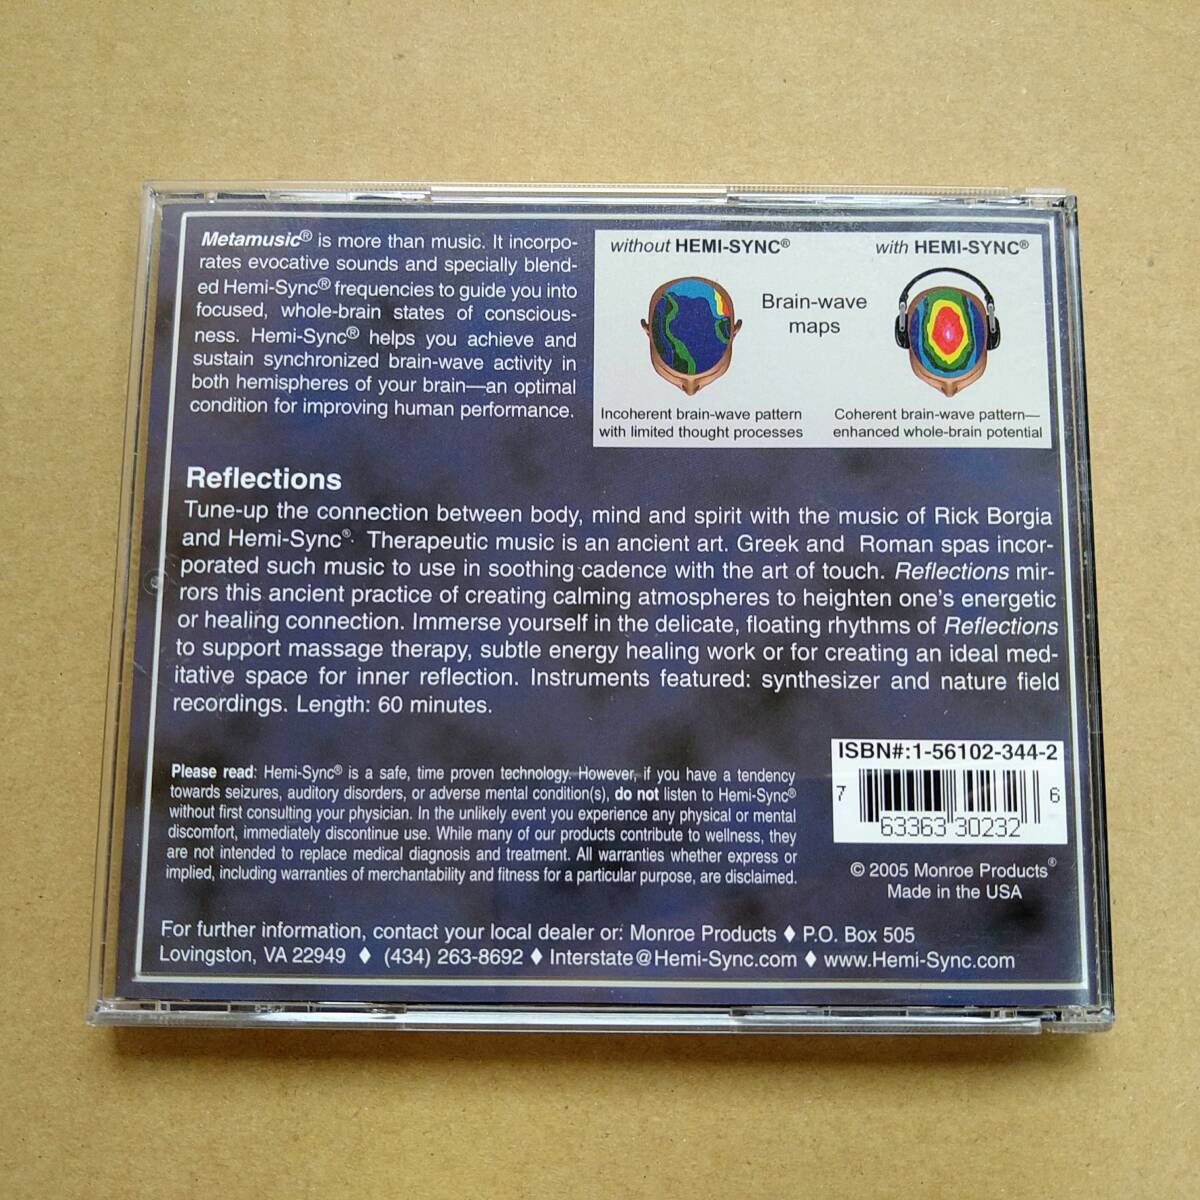 Metamusic® is more than music. It incorpo-
rates evocative sounds and specially blend-
ed Hemi-Sync® frequencies to guide you into
focused, whole-brain states of conscious-
ness. Hemi-Sync® helps you achieve and
sustain synchronized brain-wave activity in
both hemispheres of your brain—an optimal
condition for improving human performance.
without HEMI-SYNC®
with HEMI-SYNC®
Brain-wave
maps
Incoherent brain-wave pattern
with limited thought processes
Coherent brain-wave pattern—
enhanced whole-brain potential
Reflections
Tune-up the connection between body, mind and spirit with the music of Rick Borgia
and Hemi-Sync®. Therapeutic music is an ancient art. Greek and Roman spas incor-
porated such music to use in soothing cadence with the art of touch. Reflections mir-
rors this ancient practice of creating calming atmospheres to heighten one's energetic
or healing connection. Immerse yourself in the delicate, floating rhythms of Reflections
to support massage therapy, subtle energy healing work or for creating an ideal med-
itative space for inner reflection. Instruments featured: synthesizer and nature field
recordings. Length: 60 minutes.
Please read: Hemi-Sync® is a safe, time proven technology. However, if you have a tendency
towards seizures, auditory disorders, or adverse mental condition(s), do not listen to Hemi-Sync®
without first consulting your physician. In the unlikely event you experience any physical or mental
discomfort, immediately discontinue use. While many of our products contribute to wellness, they
are not intended to replace medical diagnosis and treatment. All warranties whether express or
implied, including warranties of merchantability and fitness for a particular purpose, are disclaimed.
ISBN#:1-56102-344-2
7 63363 30232 6
© 2005 Monroe Products®
Made in the USA
For further information, contact your local dealer or: Monroe Products ♦ P.O. Box 505
Lovingston, VA 22949 ♦ (434) 263-8692 ♦ Interstate@Hemi-Sync.com ♦ www.Hemi-Sync.com